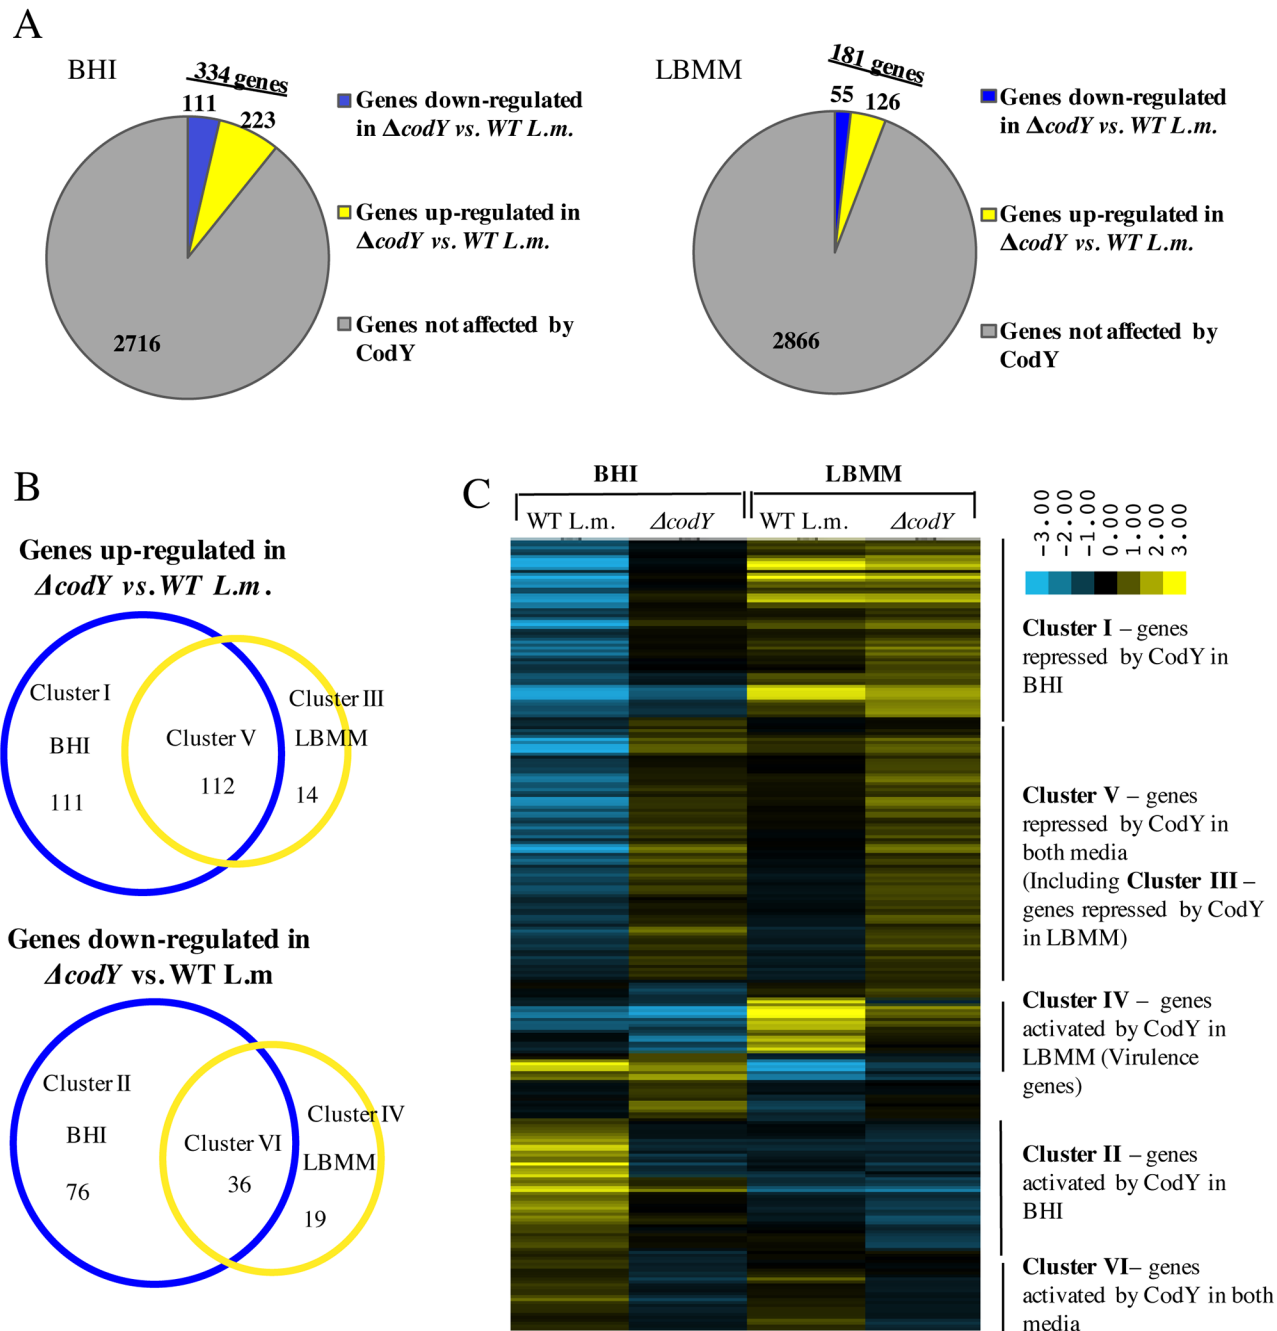 A
BHI
334 genes
111
223
Genes down-regulated
in ΔcodY vs. WT L.m.
Genes up-regulated in
ΔcodY vs. WT L.m.
Genes not affected by
CodY
2716
LBMM
181 genes
55
126
Genes down-regulated
in ΔcodY vs. WT L.m.
Genes up-regulated in
ΔcodY vs. WT L.m.
Genes not affected by
CodY
2866
B
Genes up-regulated in
ΔcodY vs. WT L.m.
Cluster I
BHI
111
Cluster V
112
Cluster III
LBMM
14
Genes down-regulated in
ΔcodY vs. WT L.m
Cluster II
BHI
76
Cluster VI
36
Cluster IV
LBMM
19
C
BHI
LBMM
WT L.m.
ΔcodY
WT L.m.
ΔcodY
-3.00
-2.00
-1.00
0.00
1.00
2.00
3.00
Cluster I – genes
repressed by CodY in
BHI
Cluster V – genes
repressed by CodY in
both media
(Including Cluster III –
genes repressed by CodY
in LBMM)
Cluster IV – genes
activated by CodY in
LBMM (Virulence
genes)
Cluster II – genes
activated by CodY in
BHI
Cluster VI– genes
activated by CodY in both
media